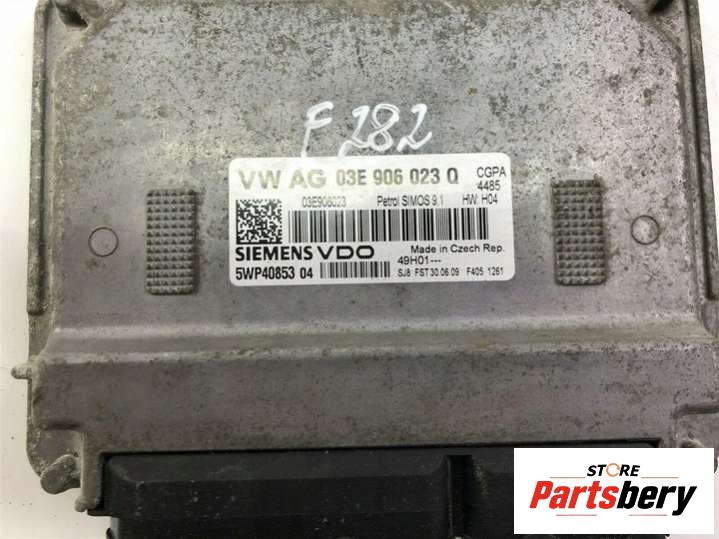 F 282
VW AG 03E 906 023 Q CGPA
4485
03E906023 Petrol SIMOS 9.1 HW: H04
SIEMENS VDO Made in Czech Rep.
49H01---
5WP40853 04 SJ8 FST 30.06.09 F405 1261
STORE
Partsbery